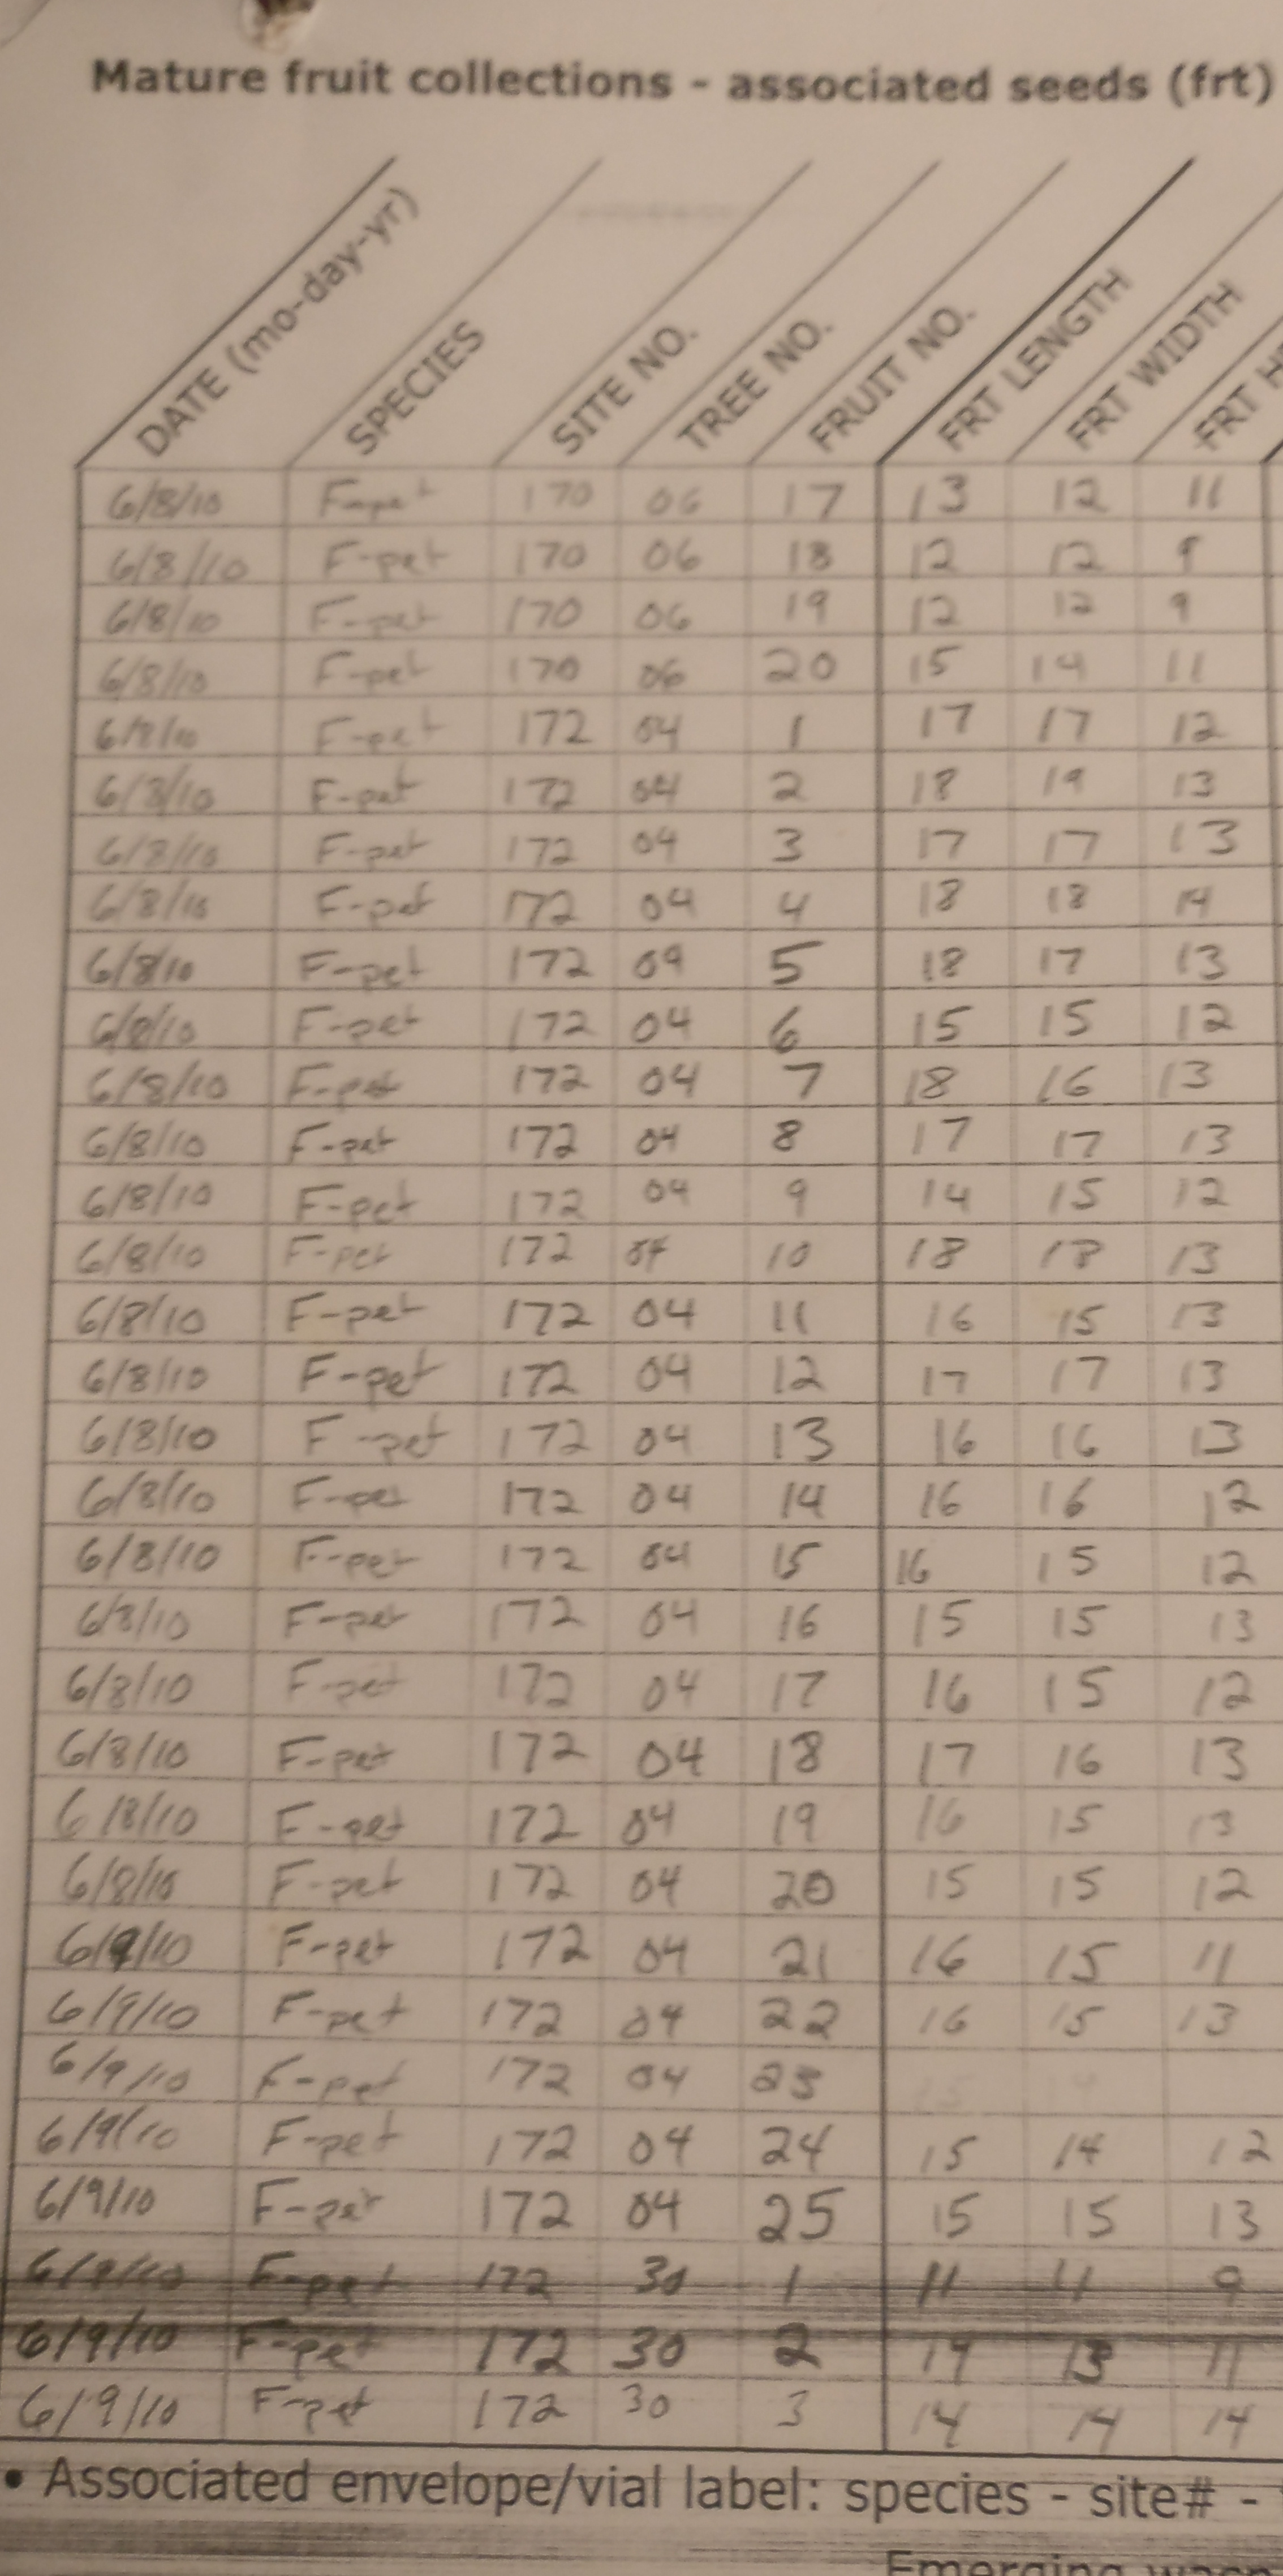 Mature fruit collections - associated seeds (frt)
DATE (mo-day-yr) SPECIES SITE NO. TREE NO. FRUIT NO. FRT LENGTH FRT WIDTH FRT
6/8/10 F-pet 170 06 17 13 12 11
6/8/10 F-pet 170 06 18 12 12 9
6/8/10 F-pet 170 06 19 12 12 9
6/8/10 F-pet 170 06 20 15 14 11
6/8/10 F-pet 172 04 1 17 17 12
6/8/10 F-pet 172 04 2 18 19 13
6/8/10 F-pet 172 04 3 17 17 13
6/8/10 F-pet 172 04 4 18 18 14
6/8/10 F-pet 172 04 5 18 17 13
6/8/10 F-pet 172 04 6 15 15 12
6/8/10 F-pet 172 04 7 18 16 13
6/8/10 F-pet 172 04 8 17 17 13
6/8/10 F-pet 172 04 9 14 15 12
6/8/10 F-pet 172 04 10 18 18 13
6/8/10 F-pet 172 04 11 16 15 13
6/8/10 F-pet 172 04 12 17 17 13
6/8/10 F-pet 172 04 13 16 16 13
6/8/10 F-pet 172 04 14 16 16 12
6/8/10 F-pet 172 04 15 16 15 12
6/8/10 F-pet 172 04 16 15 15 13
6/8/10 F-pet 172 04 17 16 15 12
6/8/10 F-pet 172 04 18 17 16 13
6/8/10 F-pet 172 04 19 16 15 13
6/8/10 F-pet 172 04 20 15 15 12
6/9/10 F-pet 172 04 21 16 15 11
6/9/10 F-pet 172 04 22 16 15 13
6/9/10 F-pet 172 04 23
6/9/10 F-pet 172 04 24 15 14 12
6/9/10 F-pet 172 04 25 15 15 13
6/9/10 F-pet 172 30 1 11 11 9
6/9/10 F-pet 172 30 2 14 13 11
6/9/10 F-pet 172 30 3 14 14 14
• Associated envelope/vial label: species - site# -
Emerging